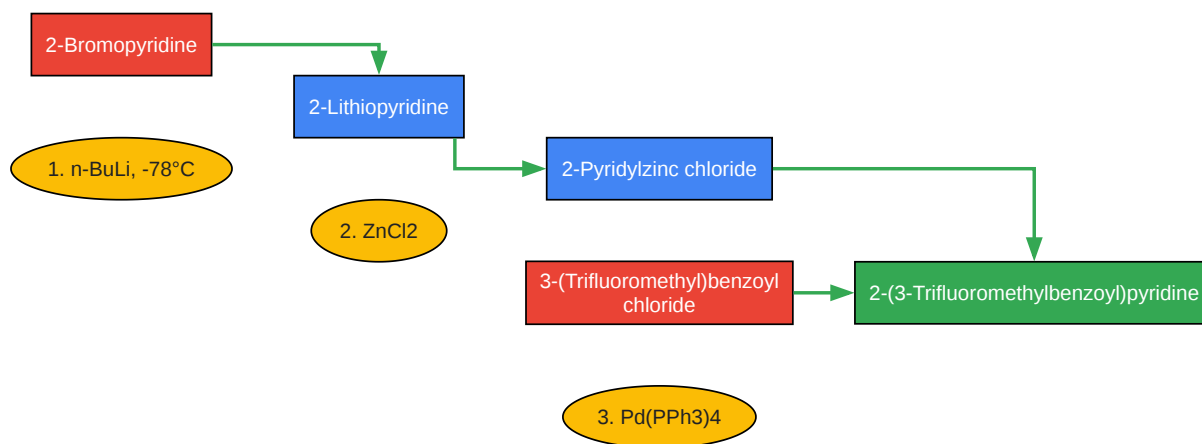 2-Bromopyridine
2-Lithiopyridine
1. n-BuLi, -78°C
2-Pyridylzinc chloride
2. ZnCl2
3-(Trifluoromethyl)benzoyl
chloride
2-(3-Trifluoromethylbenzoyl)pyridine
3. Pd(PPh3)4